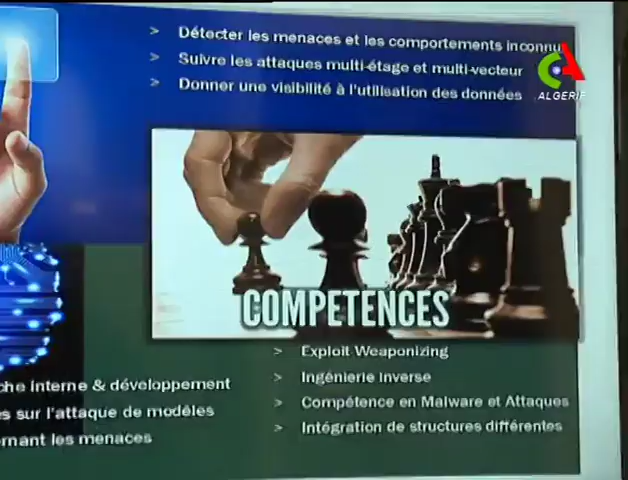 > Détecter les menaces et les comportements inconnu
> Suivre les attaques multi-étage et multi-vecteur
> Donner une visibilité à l'utilisation des données
ALGERIE
COMPETENCES
> Exploit Weaponizing
> Ingénierie Inverse
> Compétence en Malware et Attaques
> Intégration de structures différentes
che interne & développement
s sur l'attaque de modèles
rnant les menaces